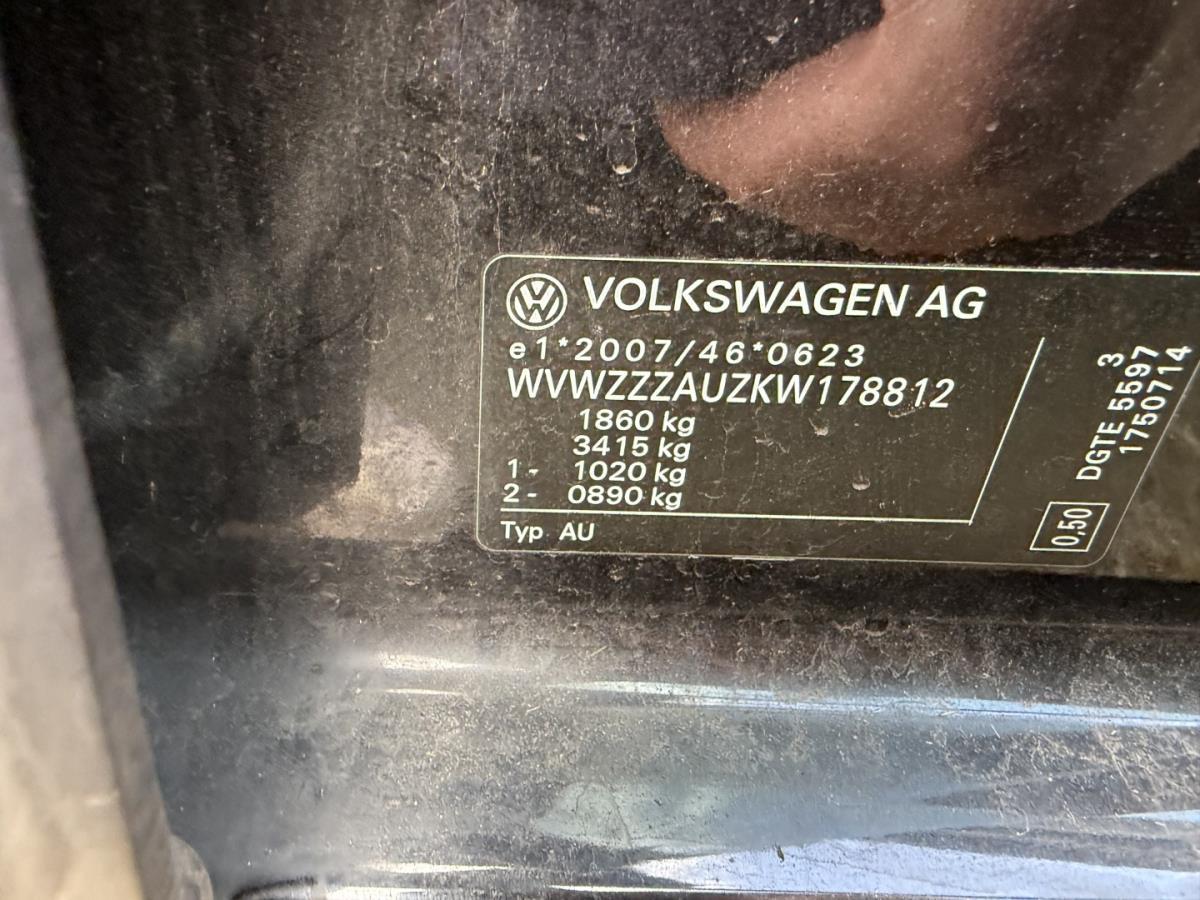 VOLKSWAGEN AG
e1*2007/46*0623
WVWZZZAUZKW178812
1860 kg
3415 kg
1- 1020 kg
2- 0890 kg
Typ AU
3
DGTE 5597
1750714
0,50